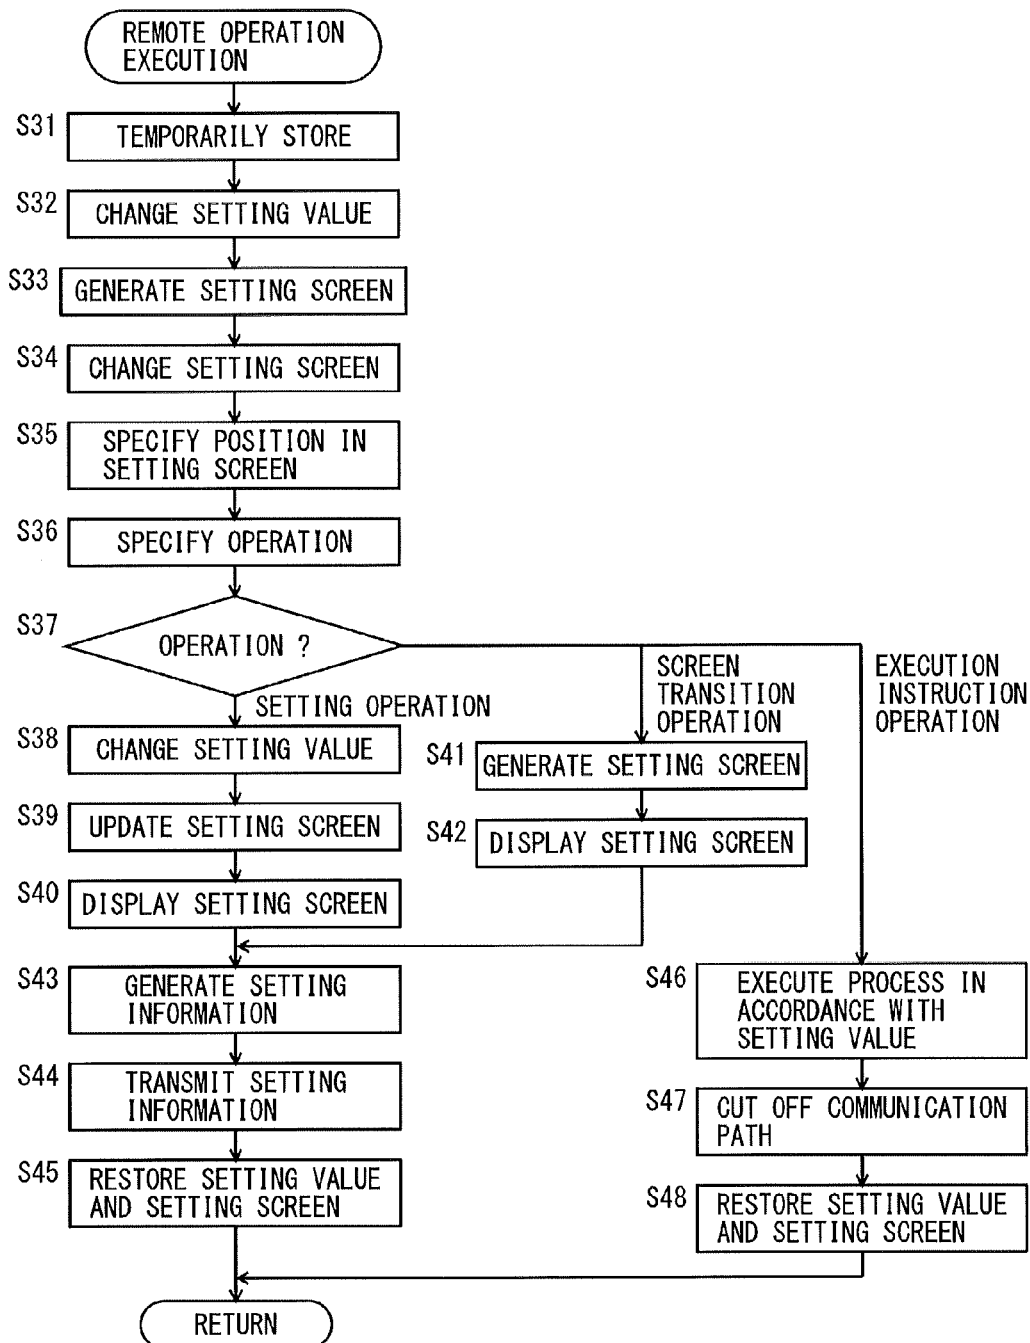 REMOTE OPERATION
EXECUTION
S31
TEMPORARILY STORE
S32
CHANGE SETTING VALUE
S33
GENERATE SETTING SCREEN
S34
CHANGE SETTING SCREEN
S35
SPECIFY POSITION IN
SETTING SCREEN
S36
SPECIFY OPERATION
S37
OPERATION ?
SETTING OPERATION
SCREEN
TRANSITION
OPERATION
EXECUTION
INSTRUCTION
OPERATION
S38
CHANGE SETTING VALUE
S39
UPDATE SETTING SCREEN
S40
DISPLAY SETTING SCREEN
S41
GENERATE SETTING SCREEN
S42
DISPLAY SETTING SCREEN
S43
GENERATE SETTING
INFORMATION
S44
TRANSMIT SETTING
INFORMATION
S45
RESTORE SETTING VALUE
AND SETTING SCREEN
S46
EXECUTE PROCESS IN
ACCORDANCE WITH
SETTING VALUE
S47
CUT OFF COMMUNICATION
PATH
S48
RESTORE SETTING VALUE
AND SETTING SCREEN
RETURN